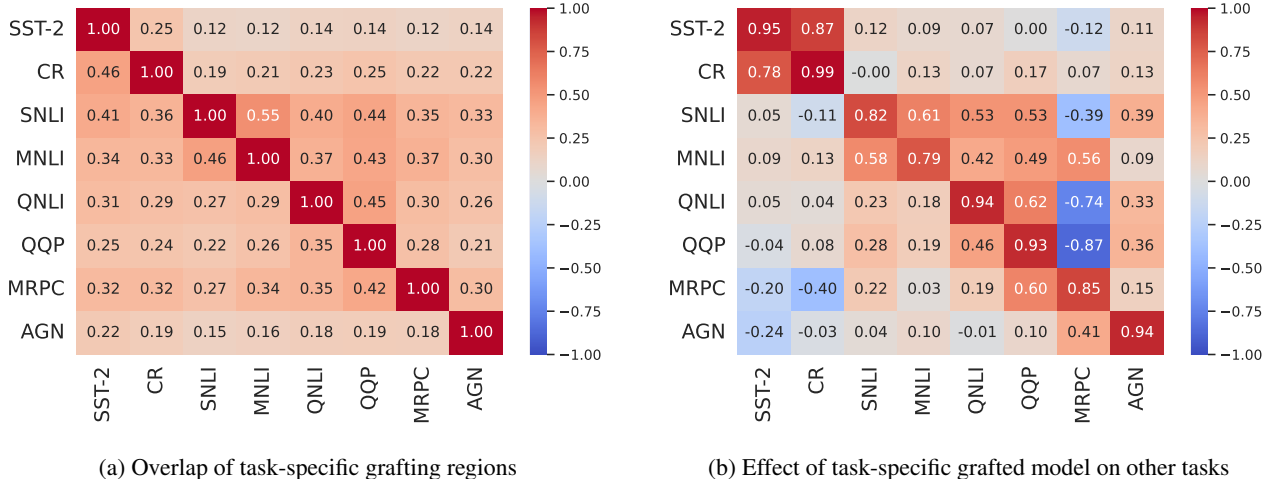 SST-2 1.00 0.25 0.12 0.12 0.14 0.14 0.12 0.14
CR 0.46 1.00 0.19 0.21 0.23 0.25 0.22 0.22
SNLI 0.41 0.36 1.00 0.55 0.40 0.44 0.35 0.33
MNLI 0.34 0.33 0.46 1.00 0.37 0.43 0.37 0.30
QNLI 0.31 0.29 0.27 0.29 1.00 0.45 0.30 0.26
QQP 0.25 0.24 0.22 0.26 0.35 1.00 0.28 0.21
MRPC 0.32 0.32 0.27 0.34 0.35 0.42 1.00 0.30
AGN 0.22 0.19 0.15 0.16 0.18 0.19 0.18 1.00
SST-2 CR SNLI MNLI QNLI QQP MRPC AGN
1.00
0.75
0.50
0.25
0.00
−0.25
−0.50
−0.75
−1.00
(a) Overlap of task-specific grafting regions
SST-2 0.95 0.87 0.12 0.09 0.07 0.00 -0.12 0.11
CR 0.78 0.99 -0.00 0.13 0.07 0.17 0.07 0.13
SNLI 0.05 -0.11 0.82 0.61 0.53 0.53 -0.39 0.39
MNLI 0.09 0.13 0.58 0.79 0.42 0.49 0.56 0.09
QNLI 0.05 0.04 0.23 0.18 0.94 0.62 -0.74 0.33
QQP -0.04 0.08 0.28 0.19 0.46 0.93 -0.87 0.36
MRPC -0.20 -0.40 0.22 0.03 0.19 0.60 0.85 0.15
AGN -0.24 -0.03 0.04 0.10 -0.01 0.10 0.41 0.94
SST-2 CR SNLI MNLI QNLI QQP MRPC AGN
1.00
0.75
0.50
0.25
0.00
−0.25
−0.50
−0.75
−1.00
(b) Effect of task-specific grafted model on other tasks